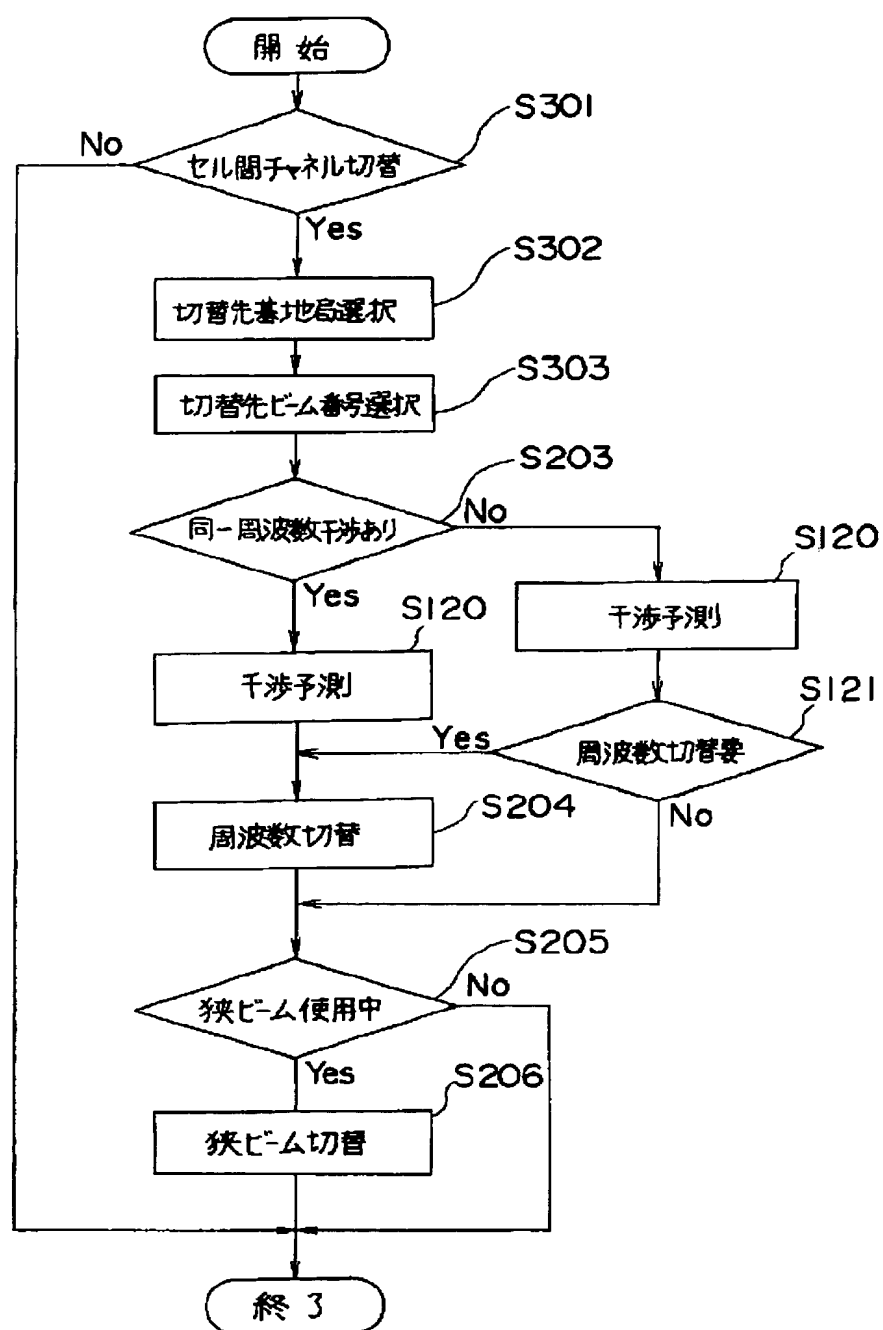 開始
S301
No
セル間チャネル切替
Yes
S302
切替先基地局選択
S303
切替先ビーム番号選択
S203
同一周波数干渉あり
No
Yes
S120
干渉予測
S120
干渉予測
S121
周波数切替要
Yes
No
S204
周波数切替
S205
狭ビーム使用中
No
Yes
S206
狭ビーム切替
終了